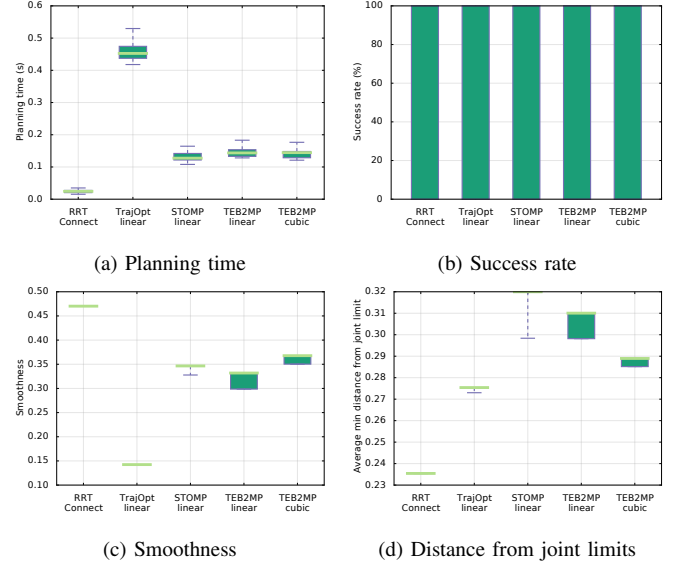 0.6
0.5
0.4
0.3
0.2
0.1
0.0
Planning time (s)
RRT
Connect
TrajOpt
linear
STOMP
linear
TEB2MP
linear
TEB2MP
cubic
(a) Planning time
100
80
60
40
20
0
Success rate (%)
RRT
Connect
TrajOpt
linear
STOMP
linear
TEB2MP
linear
TEB2MP
cubic
(b) Success rate
0.50
0.45
0.40
0.35
0.30
0.25
0.20
0.15
0.10
Smoothness
RRT
Connect
TrajOpt
linear
STOMP
linear
TEB2MP
linear
TEB2MP
cubic
(c) Smoothness
0.32
0.31
0.30
0.29
0.28
0.27
0.26
0.25
0.24
0.23
Average min distance from joint limit
RRT
Connect
TrajOpt
linear
STOMP
linear
TEB2MP
linear
TEB2MP
cubic
(d) Distance from joint limits